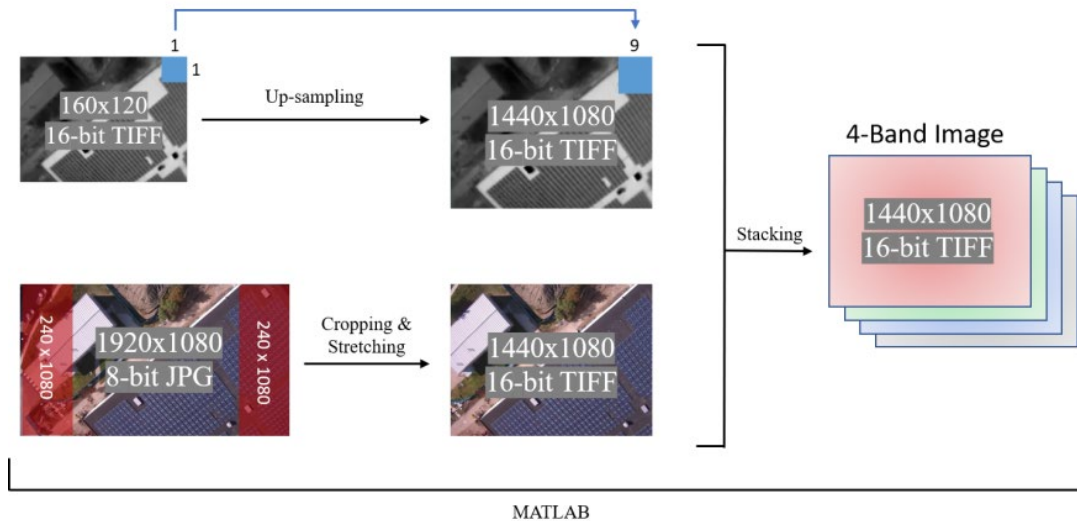 1
9
1
160x120
16-bit TIFF
Up-sampling
1440x1080
16-bit TIFF
4-Band Image
1440x1080
16-bit TIFF
Stacking
240 x 1080
1920x1080
8-bit JPG
240 x 1080
Cropping &
Stretching
1440x1080
16-bit TIFF
MATLAB